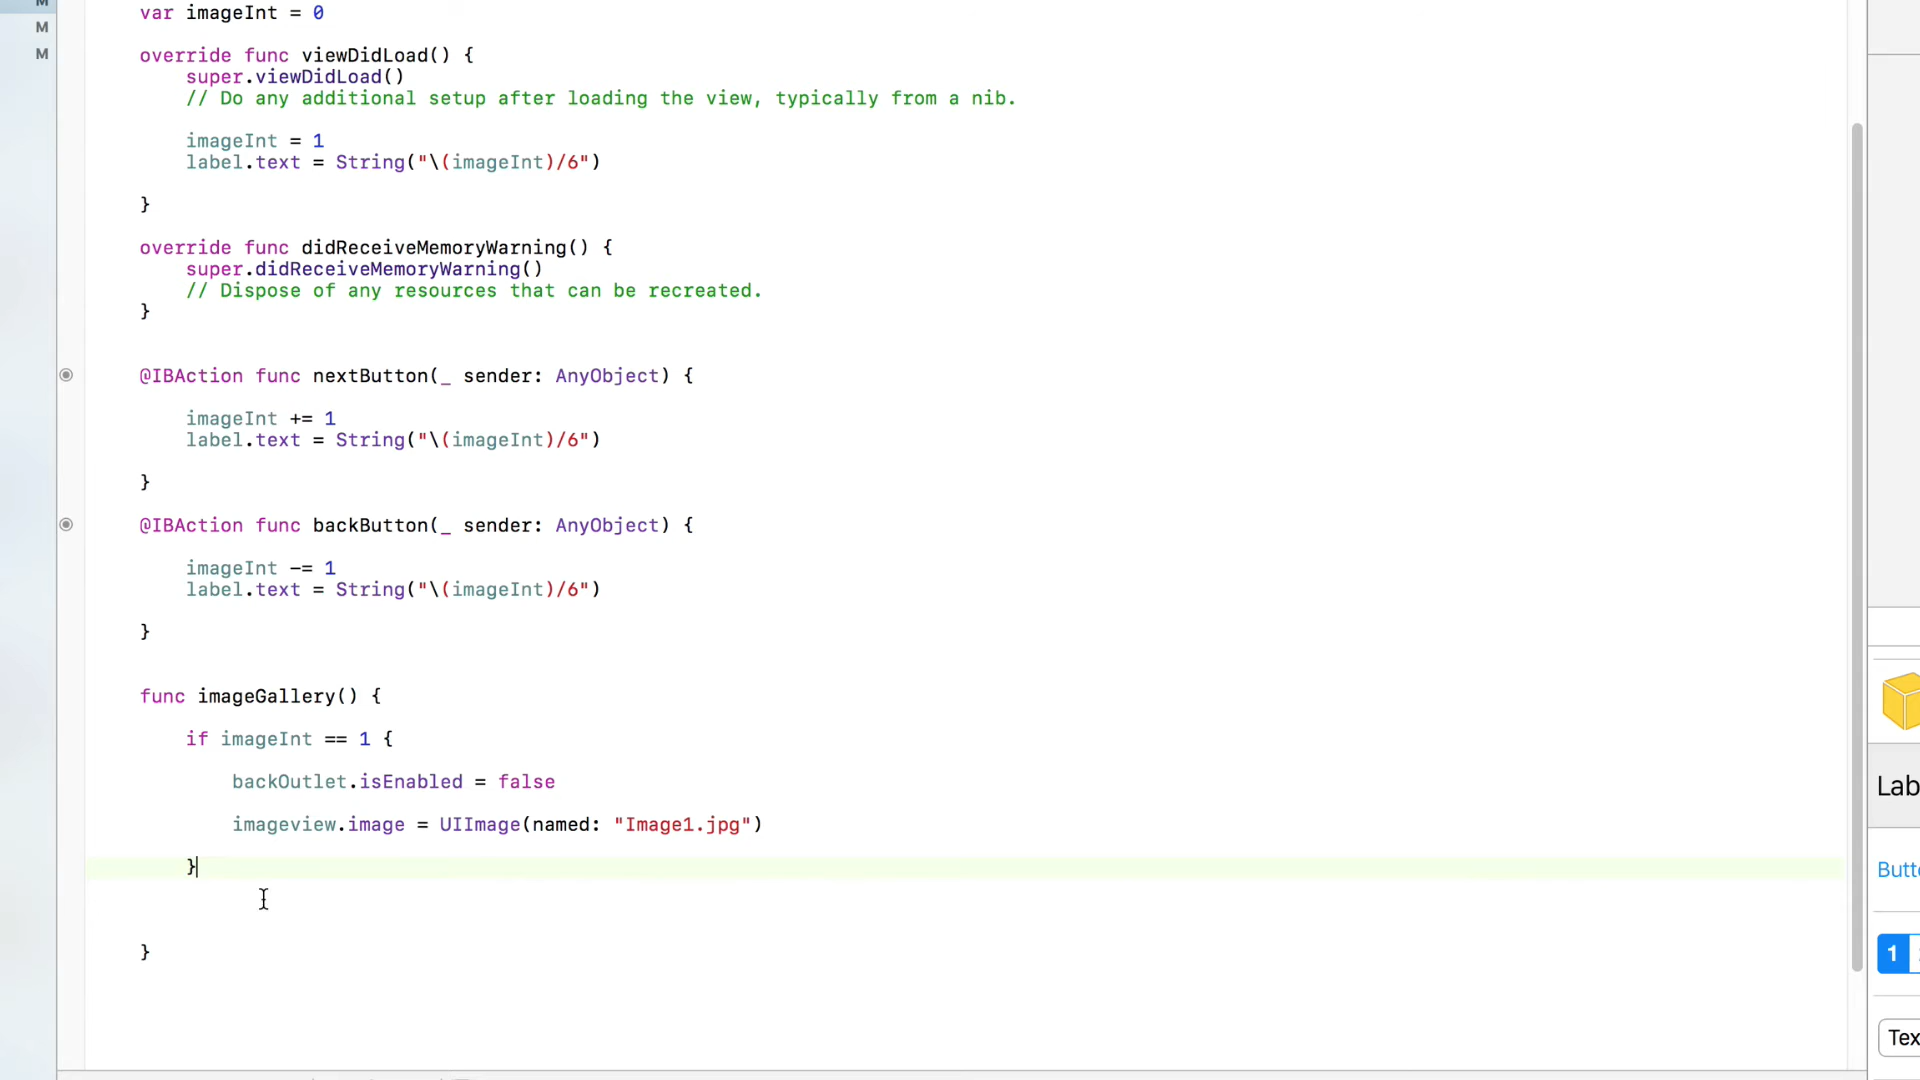 M
M
M
var imageInt = 0
override func viewDidLoad() {
super.viewDidLoad()
// Do any additional setup after loading the view, typically from a nib.
imageInt = 1
label.text = String("\(imageInt)/6")
}
override func didReceiveMemoryWarning() {
super.didReceiveMemoryWarning()
// Dispose of any resources that can be recreated.
}
@IBAction func nextButton(_ sender: AnyObject) {
imageInt += 1
label.text = String("\(imageInt)/6")
}
@IBAction func backButton(_ sender: AnyObject) {
imageInt -= 1
label.text = String("\(imageInt)/6")
}
func imageGallery() {
if imageInt == 1 {
backOutlet.isEnabled = false
imageview.image = UIImage(named: "Image1.jpg")
}
}
Lab
Butt
1
Tex